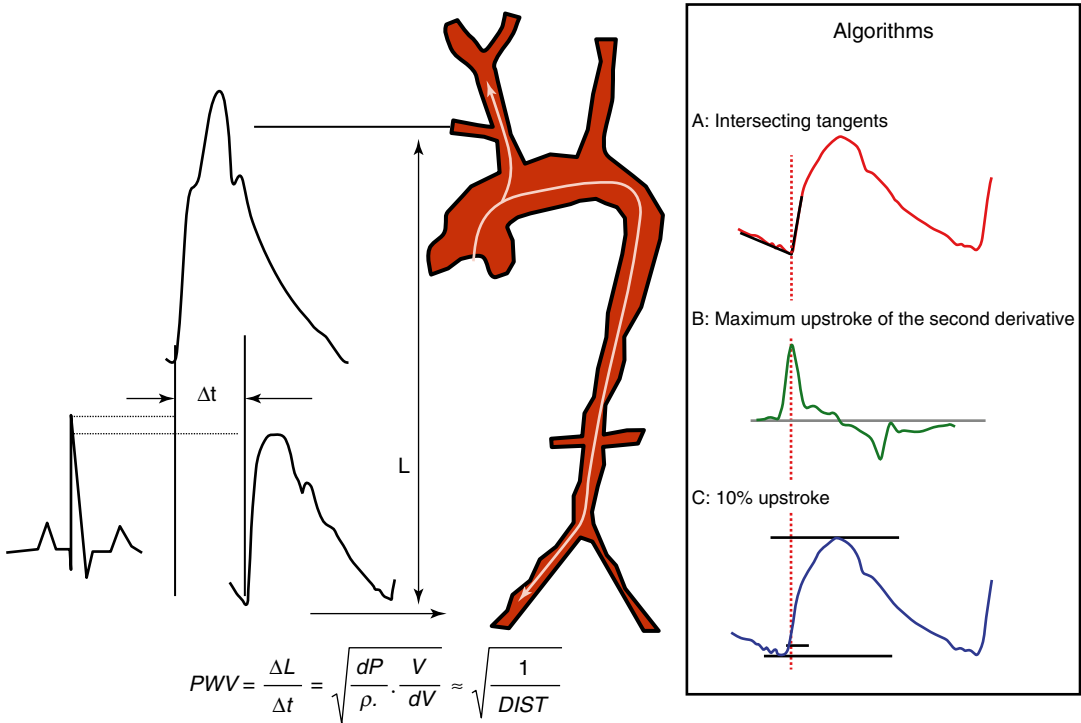 Algorithms
A: Intersecting tangents
B: Maximum upstroke of the second derivative
C: 10% upstroke
Δt
L
PWV = ΔL/Δt = √(dP/ρ. . V/dV) ≈ √(1/DIST)